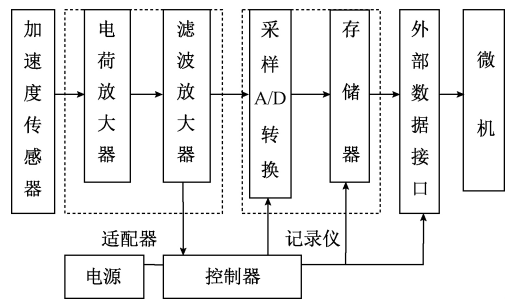 加速度传感器
电荷放大器
滤波放大器
采样A/D转换
存储器
外部数据接口
微机
适配器
记录仪
电源
控制器